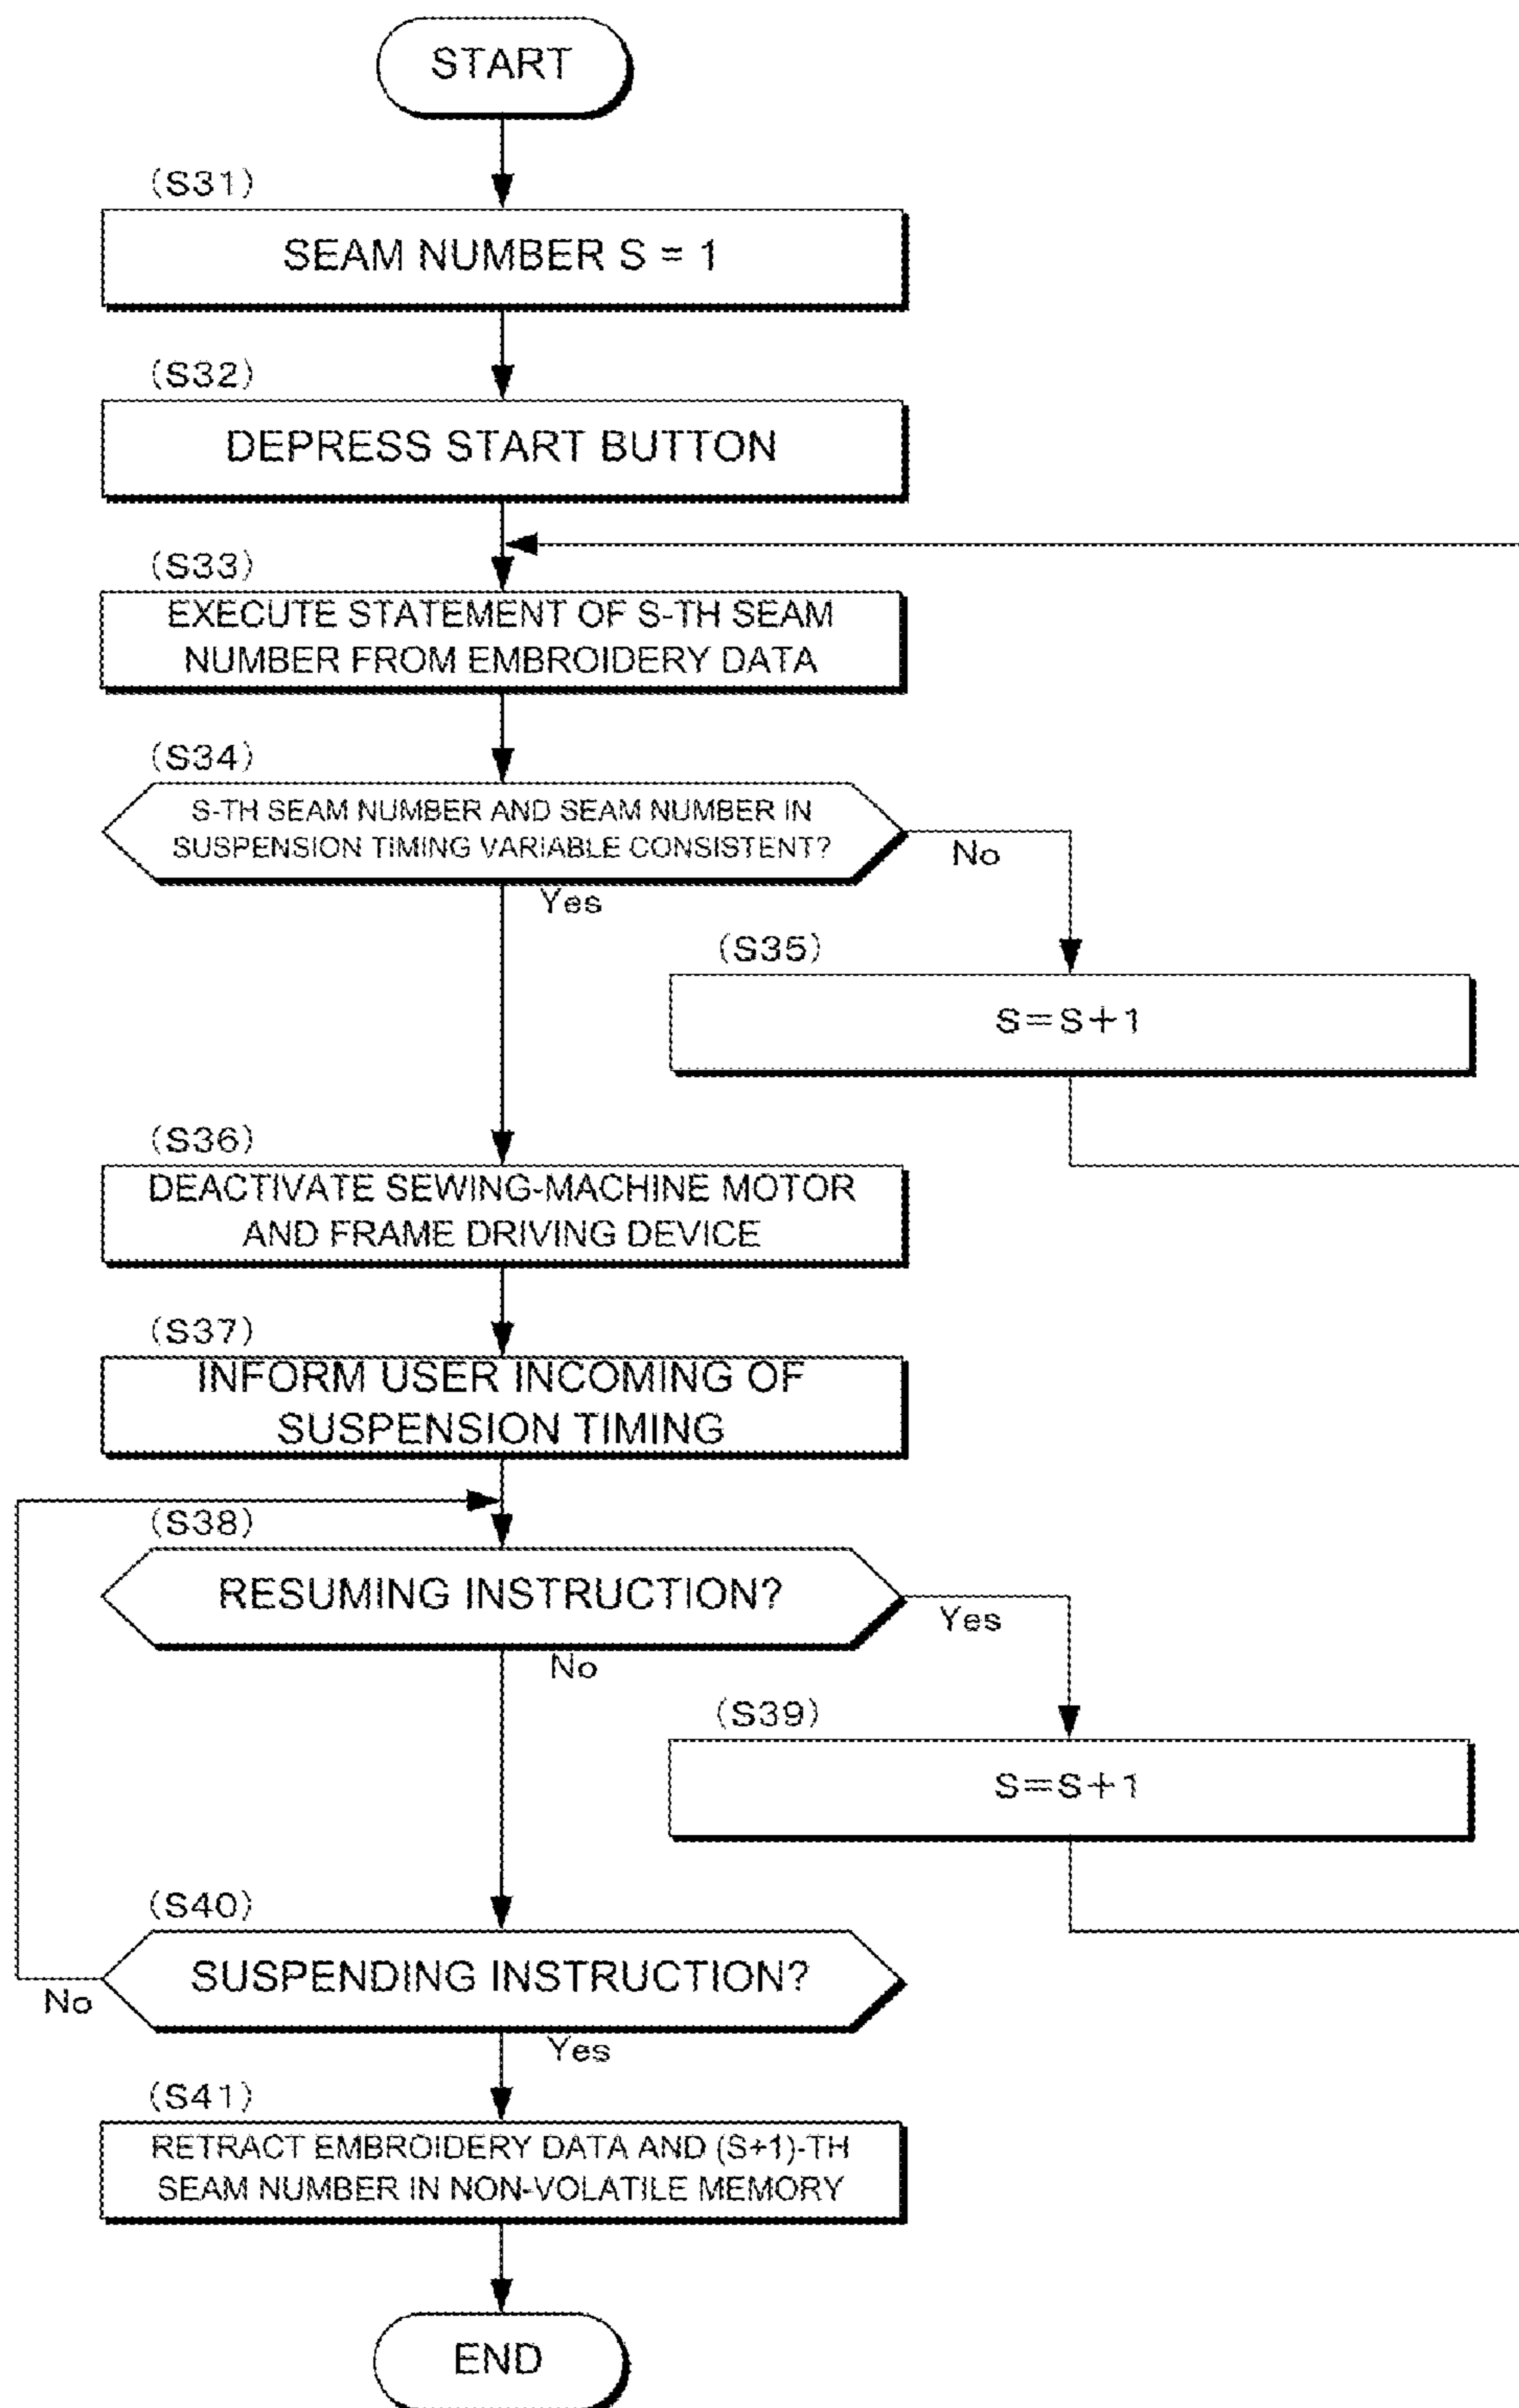 START
(S31)
SEAM NUMBER S = 1
(S32)
DEPRESS START BUTTON
(S33)
EXECUTE STATEMENT OF S-TH SEAM
NUMBER FROM EMBROIDERY DATA
(S34)
S-TH SEAM NUMBER AND SEAM NUMBER IN
SUSPENSION TIMING VARIABLE CONSISTENT?
No
Yes
(S35)
S=S+1
(S36)
DEACTIVATE SEWING-MACHINE MOTOR
AND FRAME DRIVING DEVICE
(S37)
INFORM USER INCOMING OF
SUSPENSION TIMING
(S38)
RESUMING INSTRUCTION?
Yes
No
(S39)
S=S+1
(S40)
SUSPENDING INSTRUCTION?
No
Yes
(S41)
RETRACT EMBROIDERY DATA AND (S+1)-TH
SEAM NUMBER IN NON-VOLATILE MEMORY
END